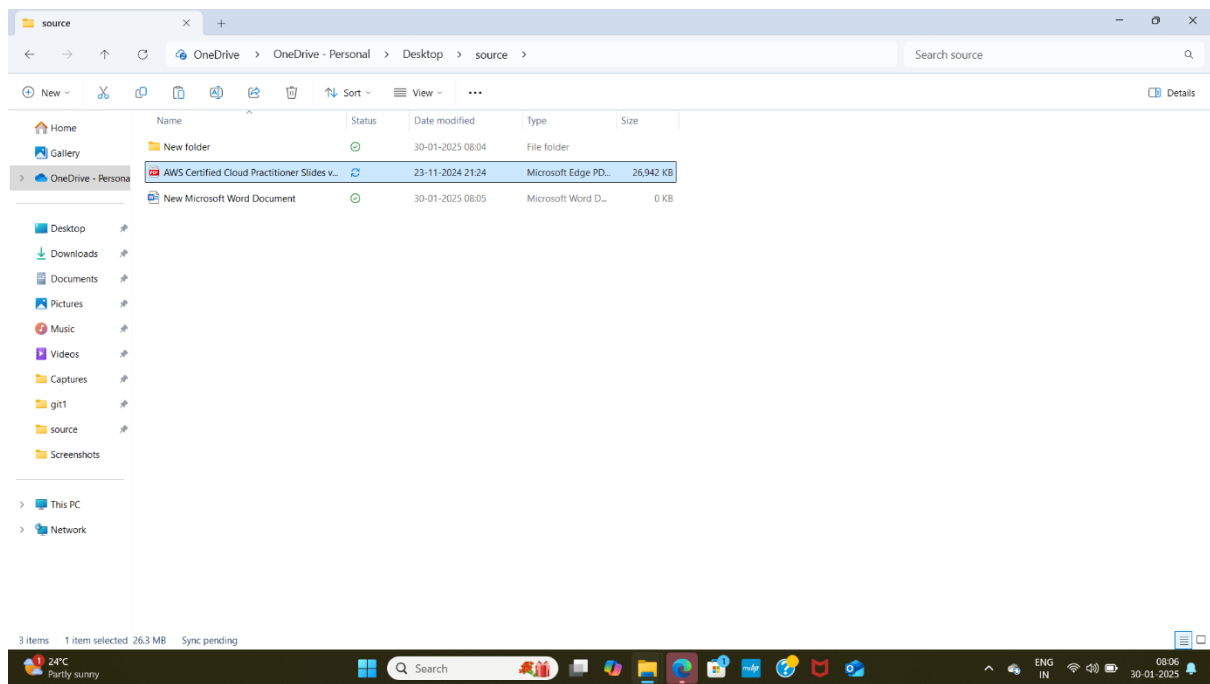 source
OneDrive > OneDrive - Personal > Desktop > source >
Search source
New
Sort
View
Details
Name Status Date modified Type Size
New folder 30-01-2025 08:04 File folder
AWS Certified Cloud Practitioner Slides v... 23-11-2024 21:24 Microsoft Edge PD... 26,942 KB
New Microsoft Word Document 30-01-2025 08:05 Microsoft Word D... 0 KB
Home
Gallery
OneDrive - Persona
Desktop
Downloads
Documents
Pictures
Music
Videos
Captures
git1
source
Screenshots
This PC
Network
3 items 1 item selected 26.3 MB Sync pending
1 24°C
Partly sunny
Search
1
ENG
IN
08:06
30-01-2025